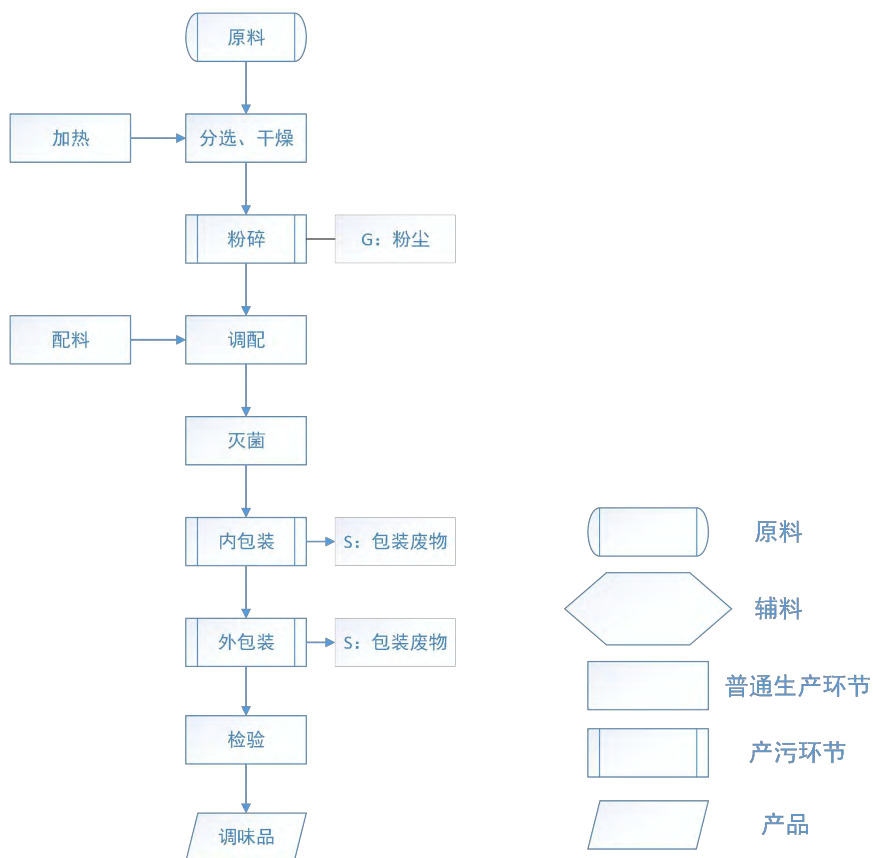 原料
加热
分选、干燥
粉碎
G：粉尘
配料
调配
灭菌
内包装
S：包装废物
外包装
S：包装废物
检验
调味品
原料
辅料
普通生产环节
产污环节
产品